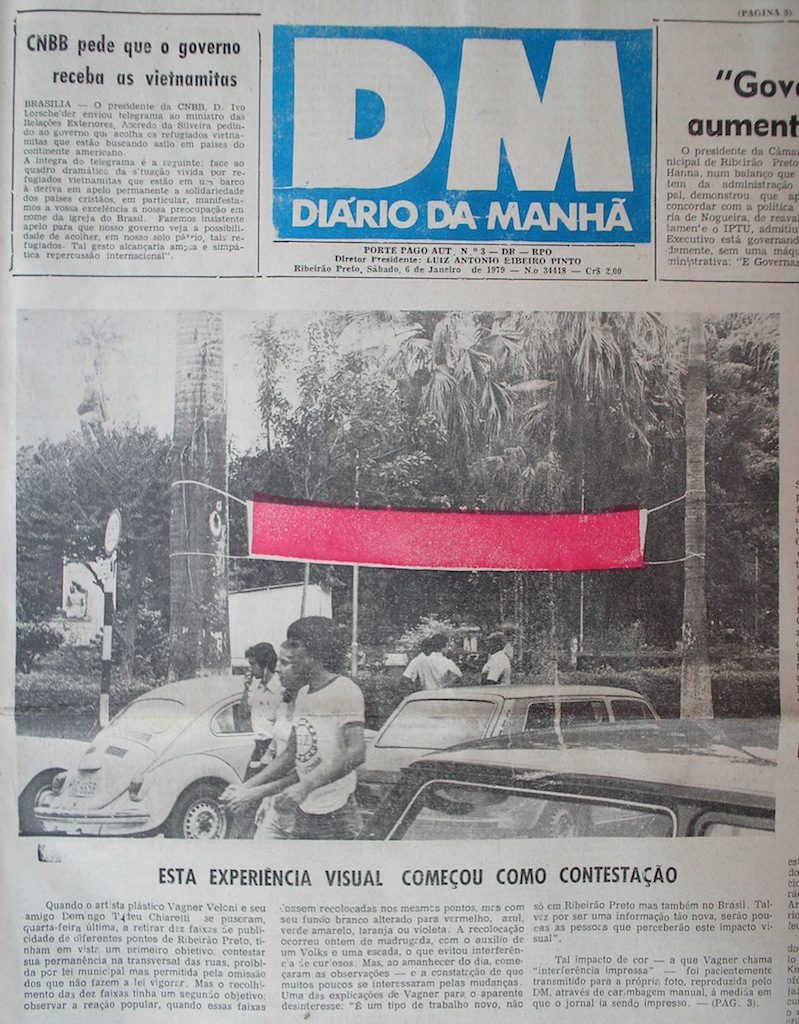 (PÁGINA 5)
CNBB pede que o governo
receba as vietnamitas
BRASILIA — O presidente da CNBB, D. Ivo
Lorscheider enviou telegrama ao ministro das
Relações Exteriores, Azeredo da Silveira pedin-
do ao governo que acolha os refugiados vietna-
mitas que estão buscando asilo em países do
continente americano.
A íntegra do telegrama é a seguinte: face ao
quadro dramático da situação vivida por re-
fugiados vietnamitas que estão em um barco
à deriva em apelo permanente a solidariedade
dos países cristãos, em particular, manifesta-
mos a vossa excelência a nossa preocupação em
nome da igreja do Brasil. Fazemos insistente
apelo para que nosso governo veja a possibili-
dade de acolher, em nosso solo pátrio, tais re-
fugiados. Tal gesto alcançaria ampla e simpá-
tica repercussão internacional".
DM
DIÁRIO DA MANHÃ
PORTE PAGO AUT. N.º 3 — DR — RPO
Diretor Presidente: LUIZ ANTONIO RIBEIRO PINTO
Ribeirão Preto, Sábado, 6 de Janeiro de 1979 — N.o 34418 — Cr$ 2,00
"Gove
aument
O presidente da Câma
nicipal de Ribeirão Preto
Hanna, num balanço que
tem da administração
pal, demonstrou que ap
concordar com a política
ria de Nogueira, de reaval
tamen'e o IPTU, admitiu
Executivo está governand
damente, sem uma máqu
ministrativa: "E Governa
ESTA EXPERIÊNCIA VISUAL COMEÇOU COMO CONTESTAÇÃO
Quando o artista plástico Vagner Veloni e seu
amigo Domingo Tadeu Chiarelli se puseram,
quarta-feira última, a retirar dez faixas de publi-
cidade de diferentes pontos de Ribeirão Preto, ti-
nham em vista um primeiro objetivo: contestar
sua permanência na transversal das ruas, proibi-
da por lei municipal mas permitida pela omissão
dos que não fazem a lei vigorar. Mas o recolhi-
mento das dez faixas tinha um segundo objetivo:
observar a reação popular, quando essas faixas
fossem recolocadas nos mesmos pontos, mas com
seu fundo branco alterado para vermelho, azul,
verde amarelo, laranja ou violeta. A recolocação
ocorreu ontem de madrugada, com o auxílio de
um Volks e uma escada, o que evitou interferên-
cia de curiosos. Mas, ao amanhecer do dia, come-
çaram as observações — e a constatação de que
muitos poucos se interessaram pelas mudanças.
Uma das explicações de Vagner para o aparente
desinteresse: "É um tipo de trabalho novo, não
só em Ribeirão Preto mas também no Brasil. Tal-
vez por ser uma informação tão nova, serão pou-
cas as pessoas que perceberão este impacto vi-
sual".
Tal impacto de cor — a que Vagner chama
"interferência impressa" — foi pacientemente
transmitido para a própria foto, reproduzida pelo
DM, através de carimbagem manual, à medida em
que o jornal ia sendo impresso. — (PAG. 3).